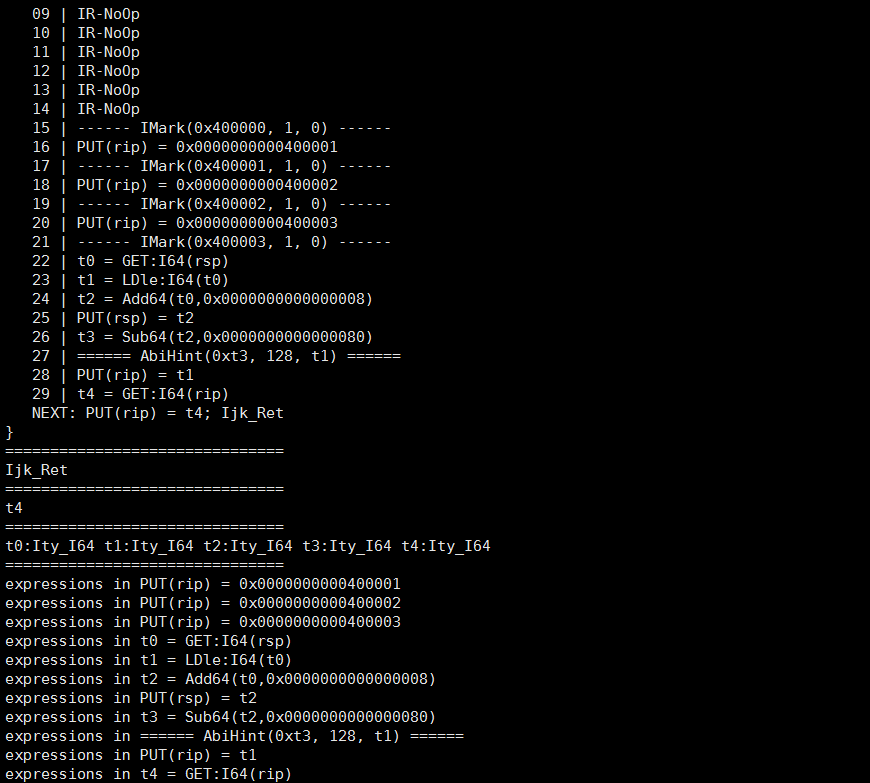 09 | IR-NoOp
10 | IR-NoOp
11 | IR-NoOp
12 | IR-NoOp
13 | IR-NoOp
14 | IR-NoOp
15 | ------ IMark(0x400000, 1, 0) ------
16 | PUT(rip) = 0x0000000000400001
17 | ------ IMark(0x400001, 1, 0) ------
18 | PUT(rip) = 0x0000000000400002
19 | ------ IMark(0x400002, 1, 0) ------
20 | PUT(rip) = 0x0000000000400003
21 | ------ IMark(0x400003, 1, 0) ------
22 | t0 = GET:I64(rsp)
23 | t1 = LDle:I64(t0)
24 | t2 = Add64(t0,0x0000000000000008)
25 | PUT(rsp) = t2
26 | t3 = Sub64(t2,0x0000000000000080)
27 | ====== AbiHint(0xt3, 128, t1) ======
28 | PUT(rip) = t1
29 | t4 = GET:I64(rip)
NEXT: PUT(rip) = t4; Ijk_Ret
}
===============================
Ijk_Ret
===============================
t4
===============================
t0:Ity_I64 t1:Ity_I64 t2:Ity_I64 t3:Ity_I64 t4:Ity_I64
===============================
expressions in PUT(rip) = 0x0000000000400001
expressions in PUT(rip) = 0x0000000000400002
expressions in PUT(rip) = 0x0000000000400003
expressions in t0 = GET:I64(rsp)
expressions in t1 = LDle:I64(t0)
expressions in t2 = Add64(t0,0x0000000000000008)
expressions in PUT(rsp) = t2
expressions in t3 = Sub64(t2,0x0000000000000080)
expressions in ====== AbiHint(0xt3, 128, t1) ======
expressions in PUT(rip) = t1
expressions in t4 = GET:I64(rip)